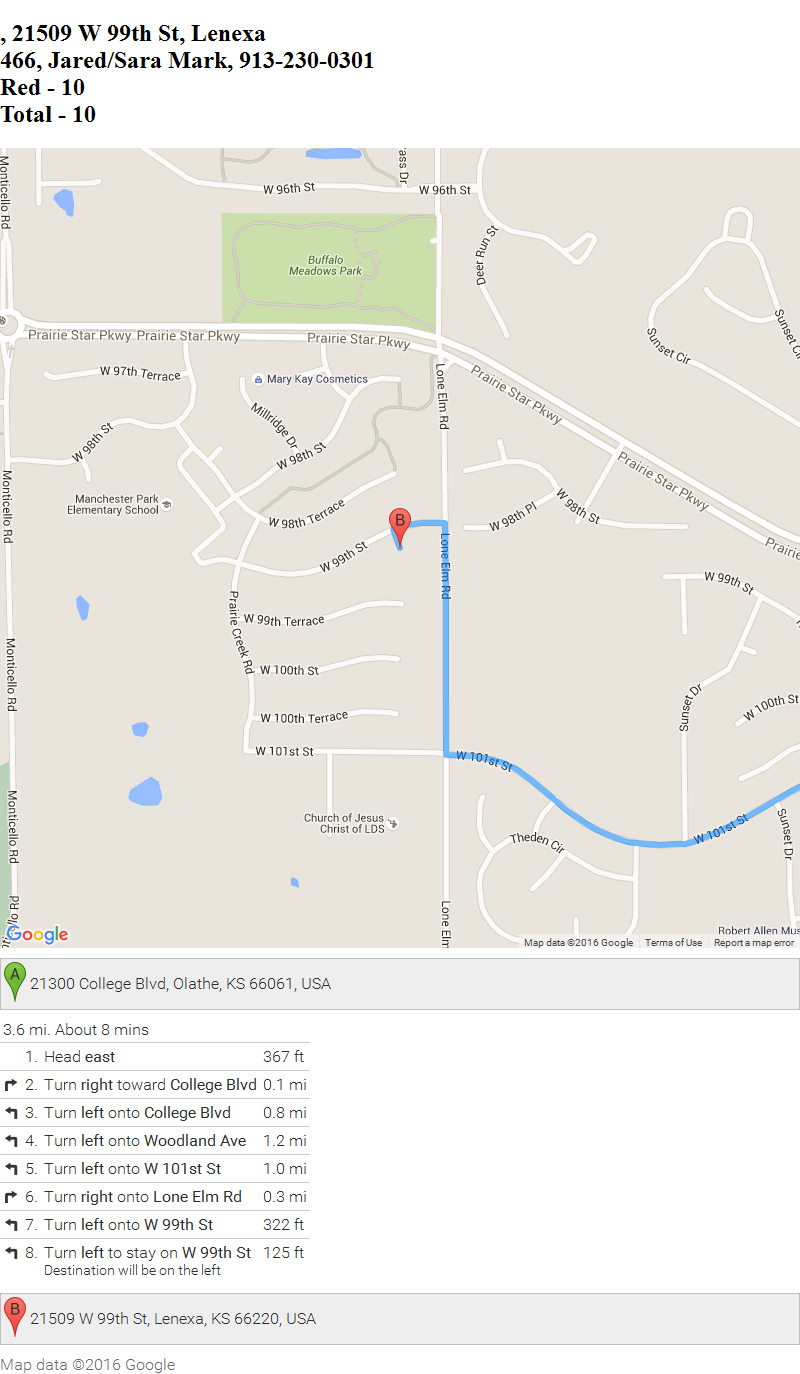 , 21509 W 99th St, Lenexa
466, Jared/Sara Mark, 913-230-0301
Red - 10
Total - 10
Monticello Rd
ass Dr
W 96th St
W 96th St
Deer Run St
Buffalo
Meadows Park
Sunset Cir
Sunset Ci
Prairie Star Pkwy
Prairie Star Pkwy
Prairie Star Pkwy
Prairie Star Pkwy
W 97th Terrace
Mary Kay Cosmetics
Lone Elm Rd
Millridge Dr
W 98th St
W 98th St
Prairie Star Pkwy
Monticello Rd
Manchester Park
Elementary School
W 98th Terrace
W 98th Pl
W 98th St
B
W 99th St
Lone Elm Rd
Prairie
W 99th St
Prairie Creek Rd
W 99th Terrace
Monticello Rd
W 100th St
Sunset Dr
W 100th St
W 100th Terrace
W 101st St
W 101st St
Monticello Rd
Church of Jesus
Christ of LDS
W 101st St
Sunset Dr
Theden Cir
Lone Elm
Robert Allen Mus
Google
Map data ©2016 Google Terms of Use Report a map error
A 21300 College Blvd, Olathe, KS 66061, USA
3.6 mi. About 8 mins
1. Head east 367 ft
2. Turn right toward College Blvd 0.1 mi
3. Turn left onto College Blvd 0.8 mi
4. Turn left onto Woodland Ave 1.2 mi
5. Turn left onto W 101st St 1.0 mi
6. Turn right onto Lone Elm Rd 0.3 mi
7. Turn left onto W 99th St 322 ft
8. Turn left to stay on W 99th St 125 ft
Destination will be on the left
B 21509 W 99th St, Lenexa, KS 66220, USA
Map data ©2016 Google